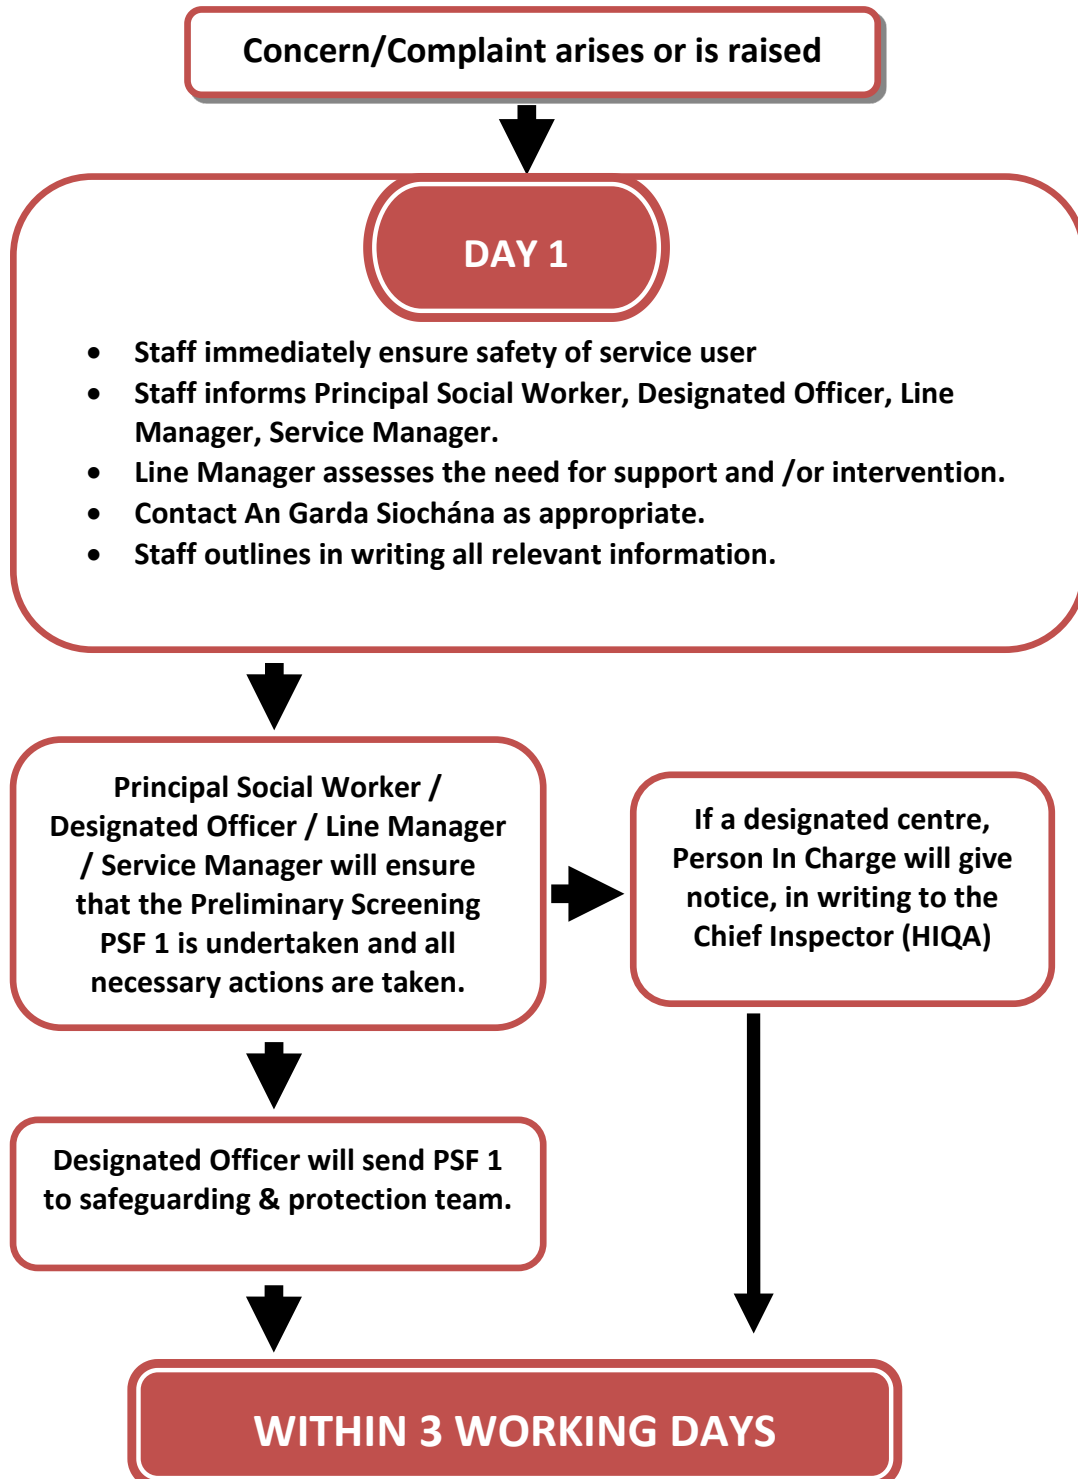 Concern/Complaint arises or is raised
DAY 1
• Staff immediately ensure safety of service user
• Staff informs Principal Social Worker, Designated Officer, Line
Manager, Service Manager.
• Line Manager assesses the need for support and /or intervention.
• Contact An Garda Siochána as appropriate.
• Staff outlines in writing all relevant information.
Principal Social Worker /
Designated Officer / Line Manager
/ Service Manager will ensure
that the Preliminary Screening
PSF 1 is undertaken and all
necessary actions are taken.
If a designated centre,
Person In Charge will give
notice, in writing to the
Chief Inspector (HIQA)
Designated Officer will send PSF 1
to safeguarding & protection team.
WITHIN 3 WORKING DAYS